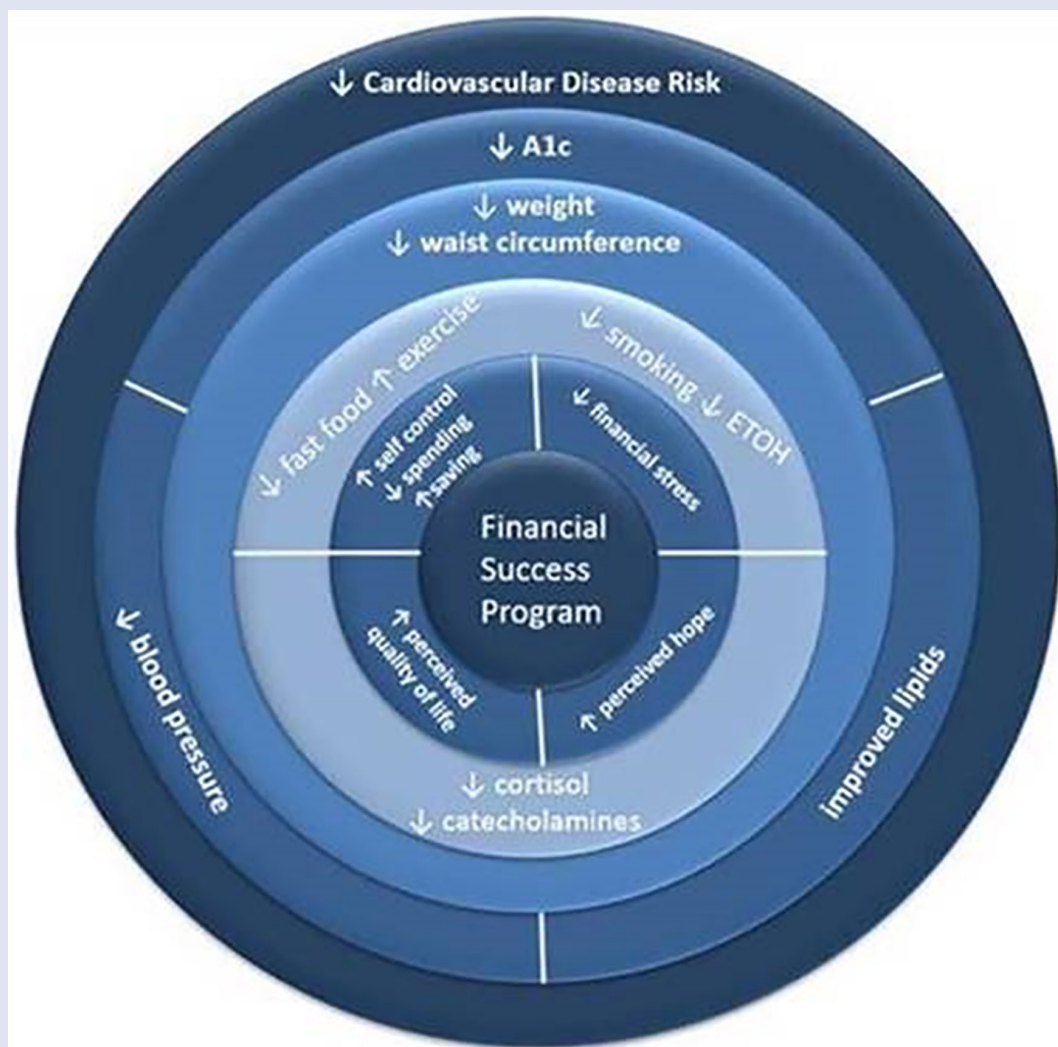 ↓ Cardiovascular Disease Risk
↓ A1c
↓ weight
↓ waist circumference
↓ fast food ↑ exercise
↓ smoking ↓ ETOH
↑ self control
↓ spending
↑saving
↓ financial stress
Financial
Success
Program
↑ perceived
quality of life
↑ perceived hope
↓ cortisol
↓ catecholamines
↓ blood pressure
improved lipids